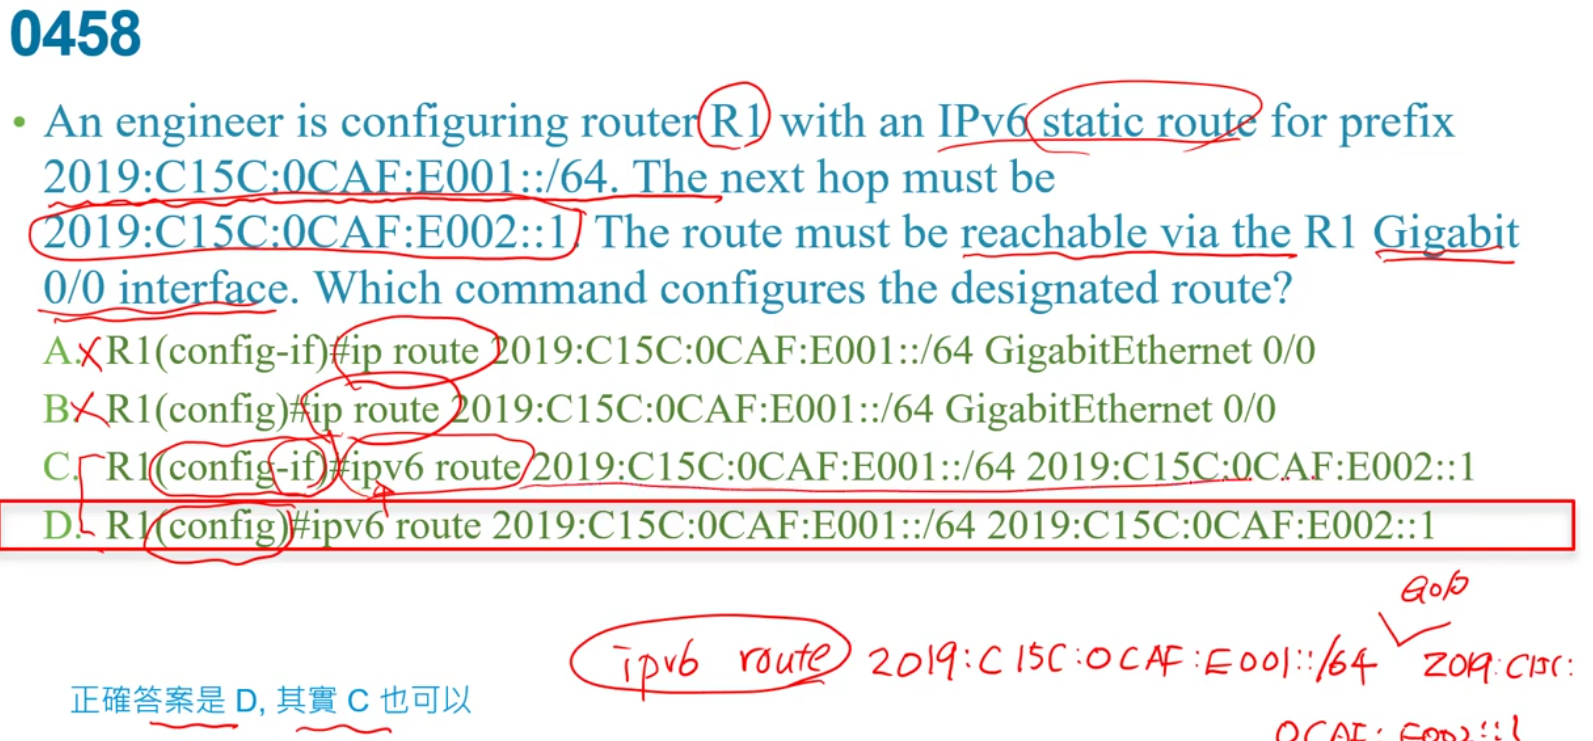 0458
• An engineer is configuring router R1 with an IPv6 static route for prefix
2019:C15C:0CAF:E001::/64. The next hop must be
2019:C15C:0CAF:E002::1. The route must be reachable via the R1 Gigabit
0/0 interface. Which command configures the designated route?
A. R1(config-if)#ip route 2019:C15C:0CAF:E001::/64 GigabitEthernet 0/0
B. R1(config)#ip route 2019:C15C:0CAF:E001::/64 GigabitEthernet 0/0
C. R1(config-if)#ipv6 route 2019:C15C:0CAF:E001::/64 2019:C15C:0CAF:E002::1
D. R1(config)#ipv6 route 2019:C15C:0CAF:E001::/64 2019:C15C:0CAF:E002::1
ipv6 route 2019:C15C:0CAF:E001::/64 2019:C15C:
0CAF:E002::1
正確答案是 D, 其實 C 也可以